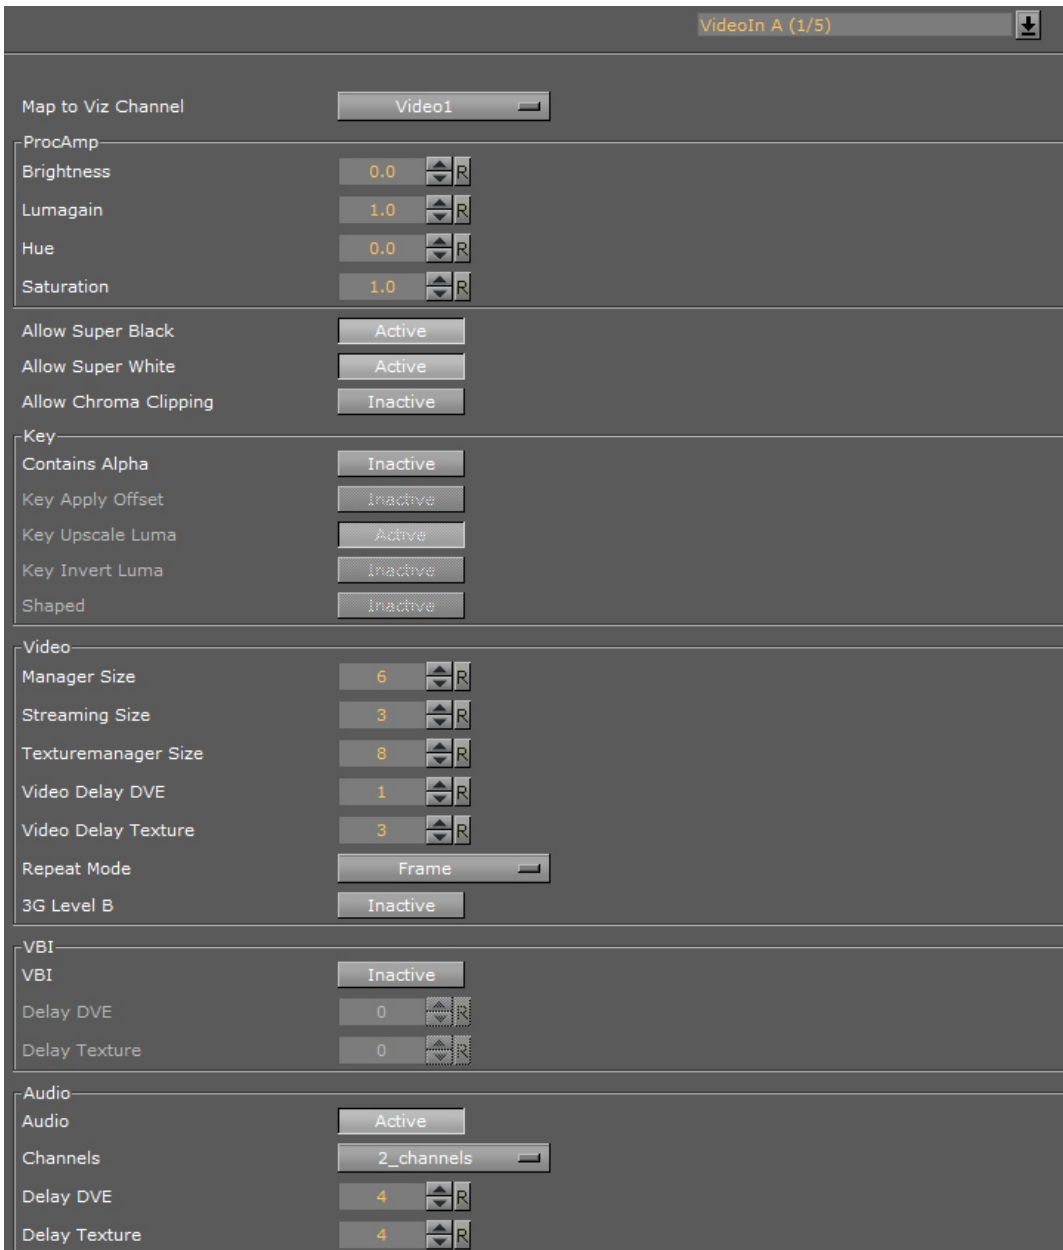 VideoIn A (1/5)
Map to Viz Channel Video1
ProcAmp
Brightness 0.0 R
Lumagain 1.0 R
Hue 0.0 R
Saturation 1.0 R
Allow Super Black Active
Allow Super White Active
Allow Chroma Clipping Inactive
Key
Contains Alpha Inactive
Key Apply Offset Inactive
Key Upscale Luma Active
Key Invert Luma Inactive
Shaped Inactive
Video
Manager Size 6 R
Streaming Size 3 R
Texturemanager Size 8 R
Video Delay DVE 1 R
Video Delay Texture 3 R
Repeat Mode Frame
3G Level B Inactive
VBI
VBI Inactive
Delay DVE 0 R
Delay Texture 0 R
Audio
Audio Active
Channels 2_channels
Delay DVE 4 R
Delay Texture 4 R